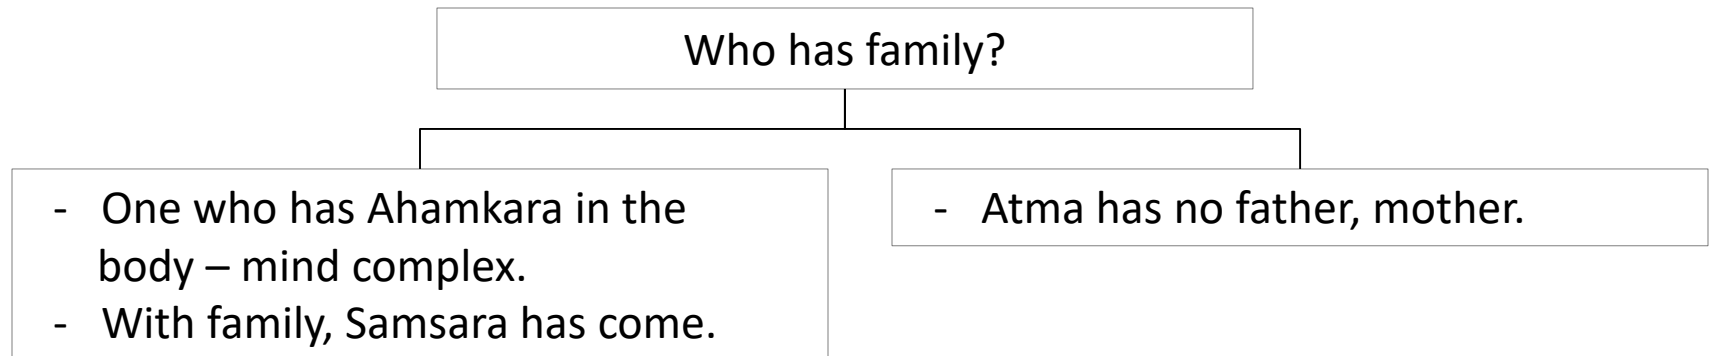 Who has family?
- One who has Ahamkara in the
body – mind complex.
- With family, Samsara has come.
- Atma has no father, mother.